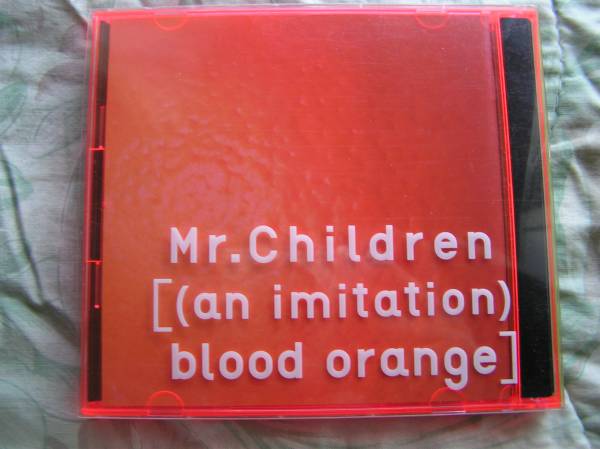 Mr.Children
[(an imitation)
blood orange]